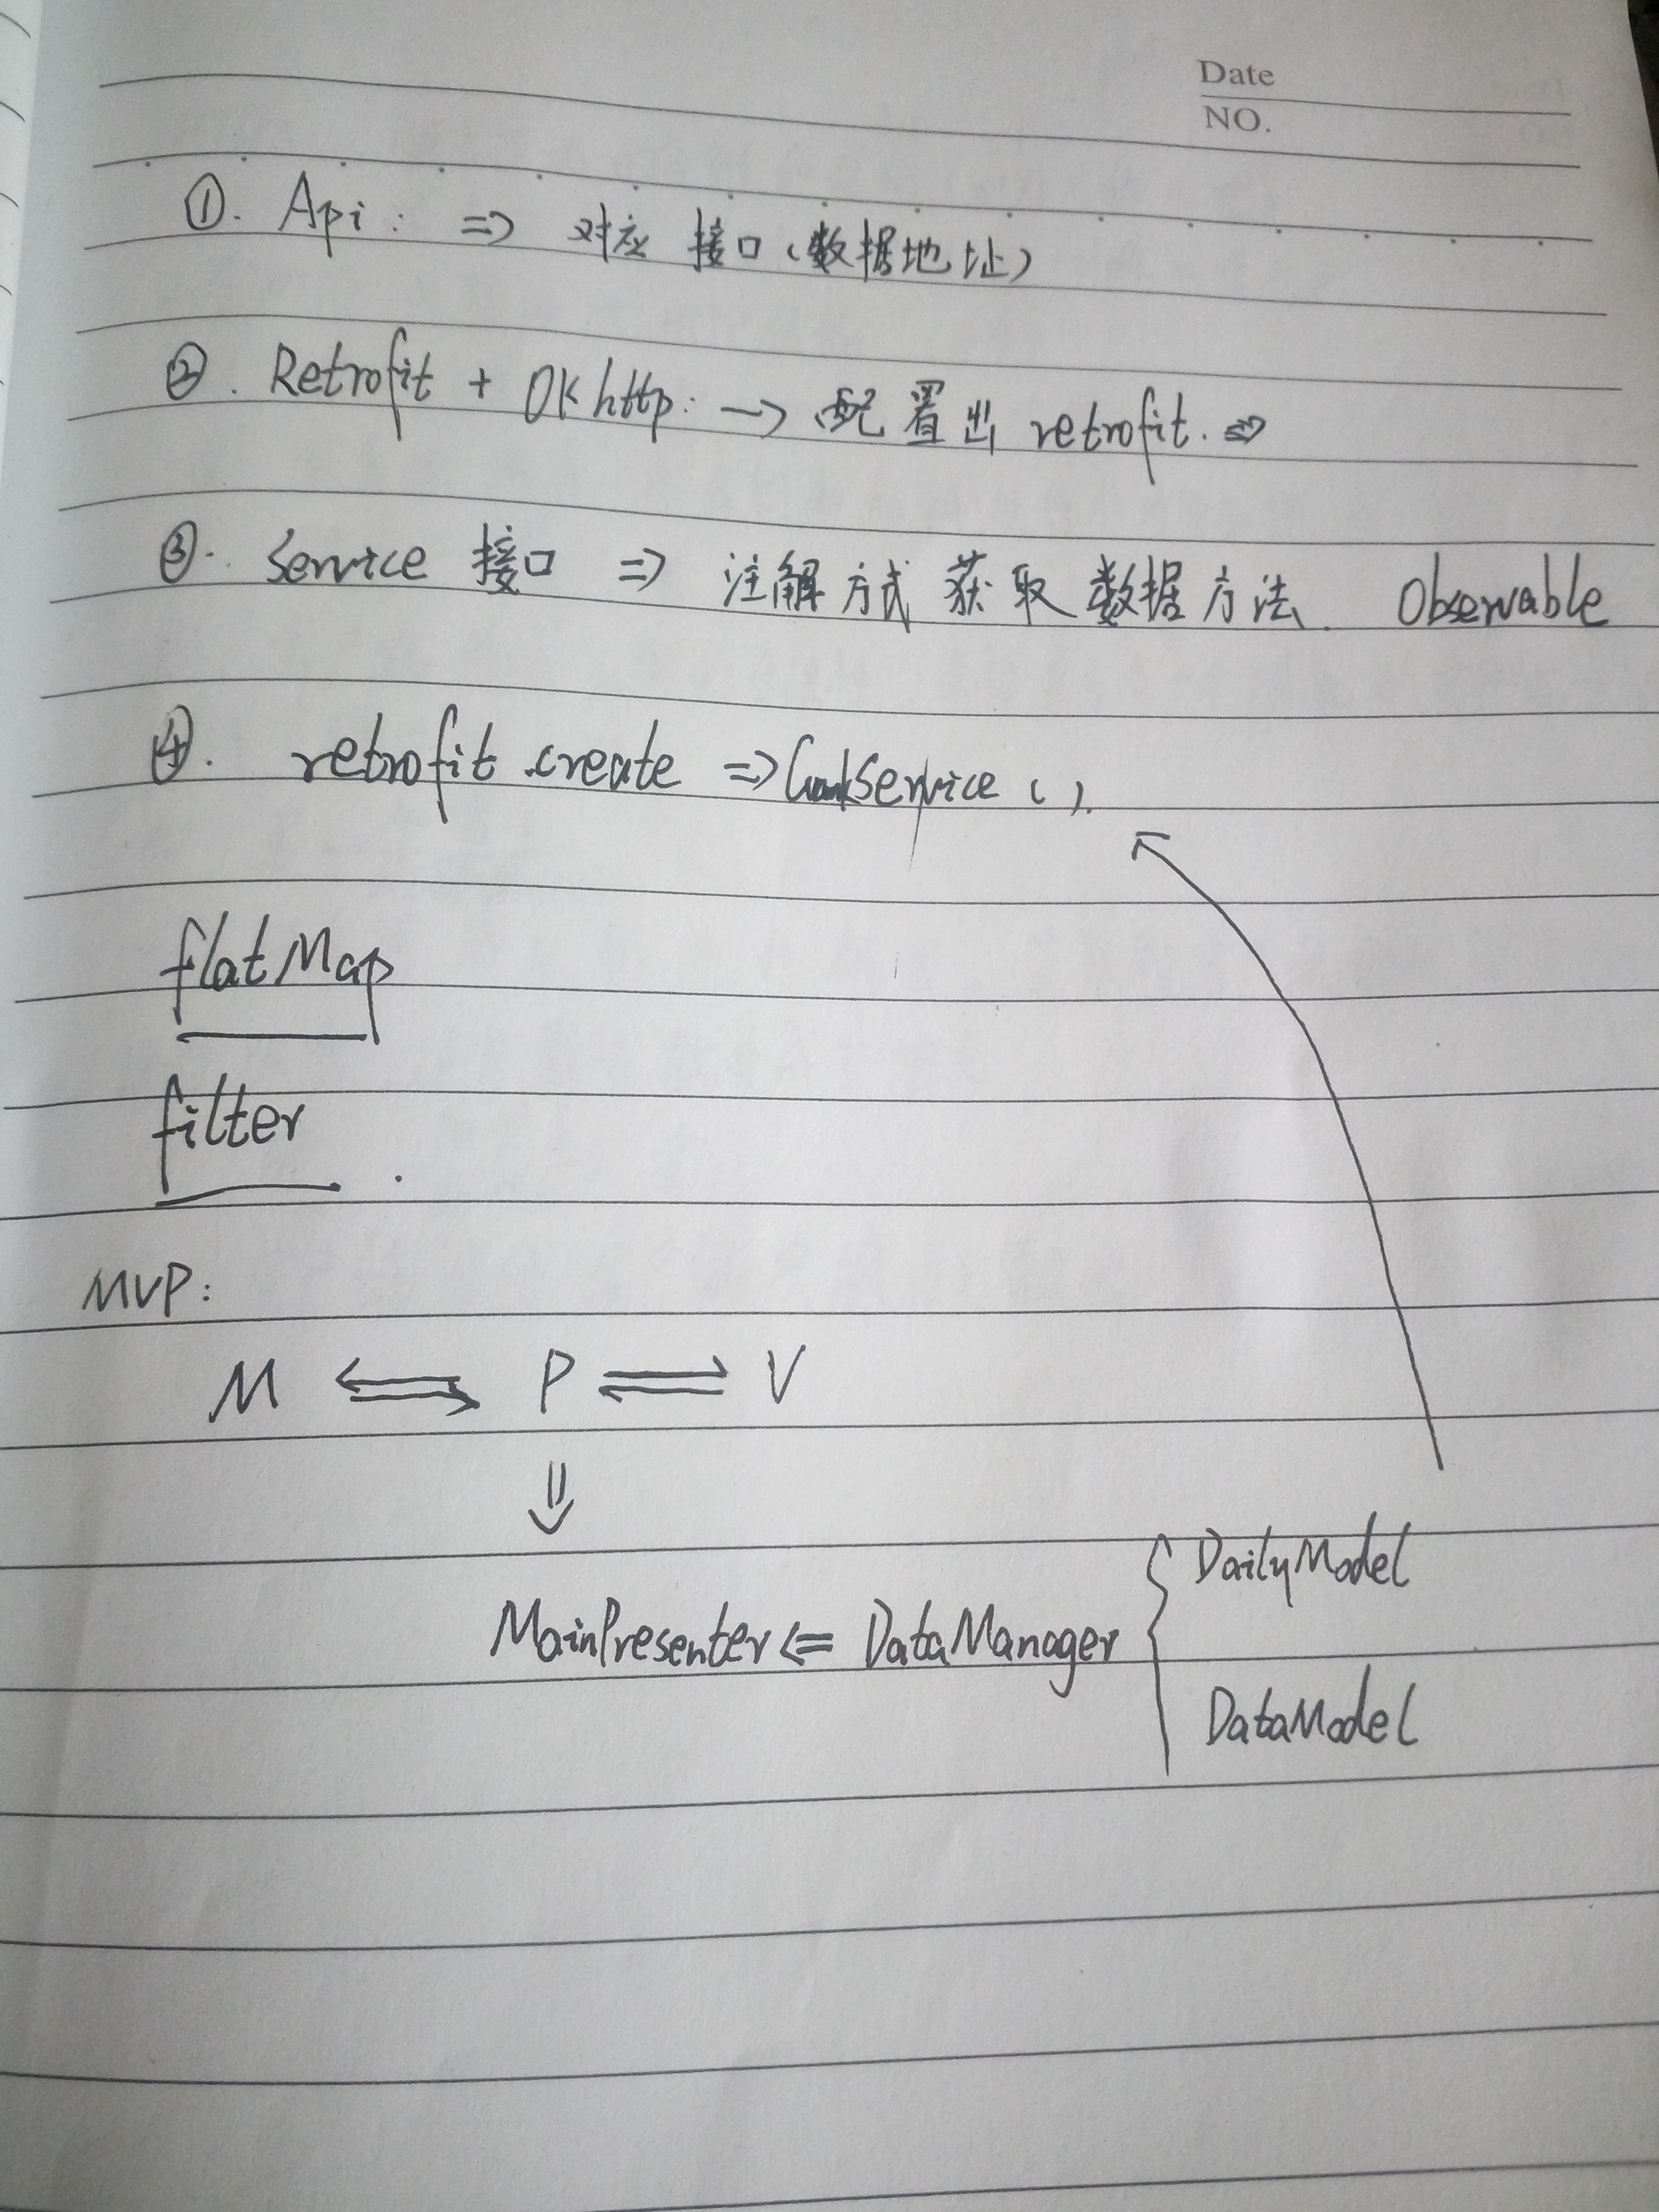 Date
NO.
①. Api: => 对应 接口(数据地址)
②. Retrofit + OKhttp: → 配置出 retrofit. =>
③. Service 接口 => 注解方式 获取 数据方法. Observable
④. retrofit.create => Service ( ).
flatMap
filter
MVP:
M ⇌ P ⇌ V
⇓
MainPresenter <= DataManager { DailyModel
DataModel